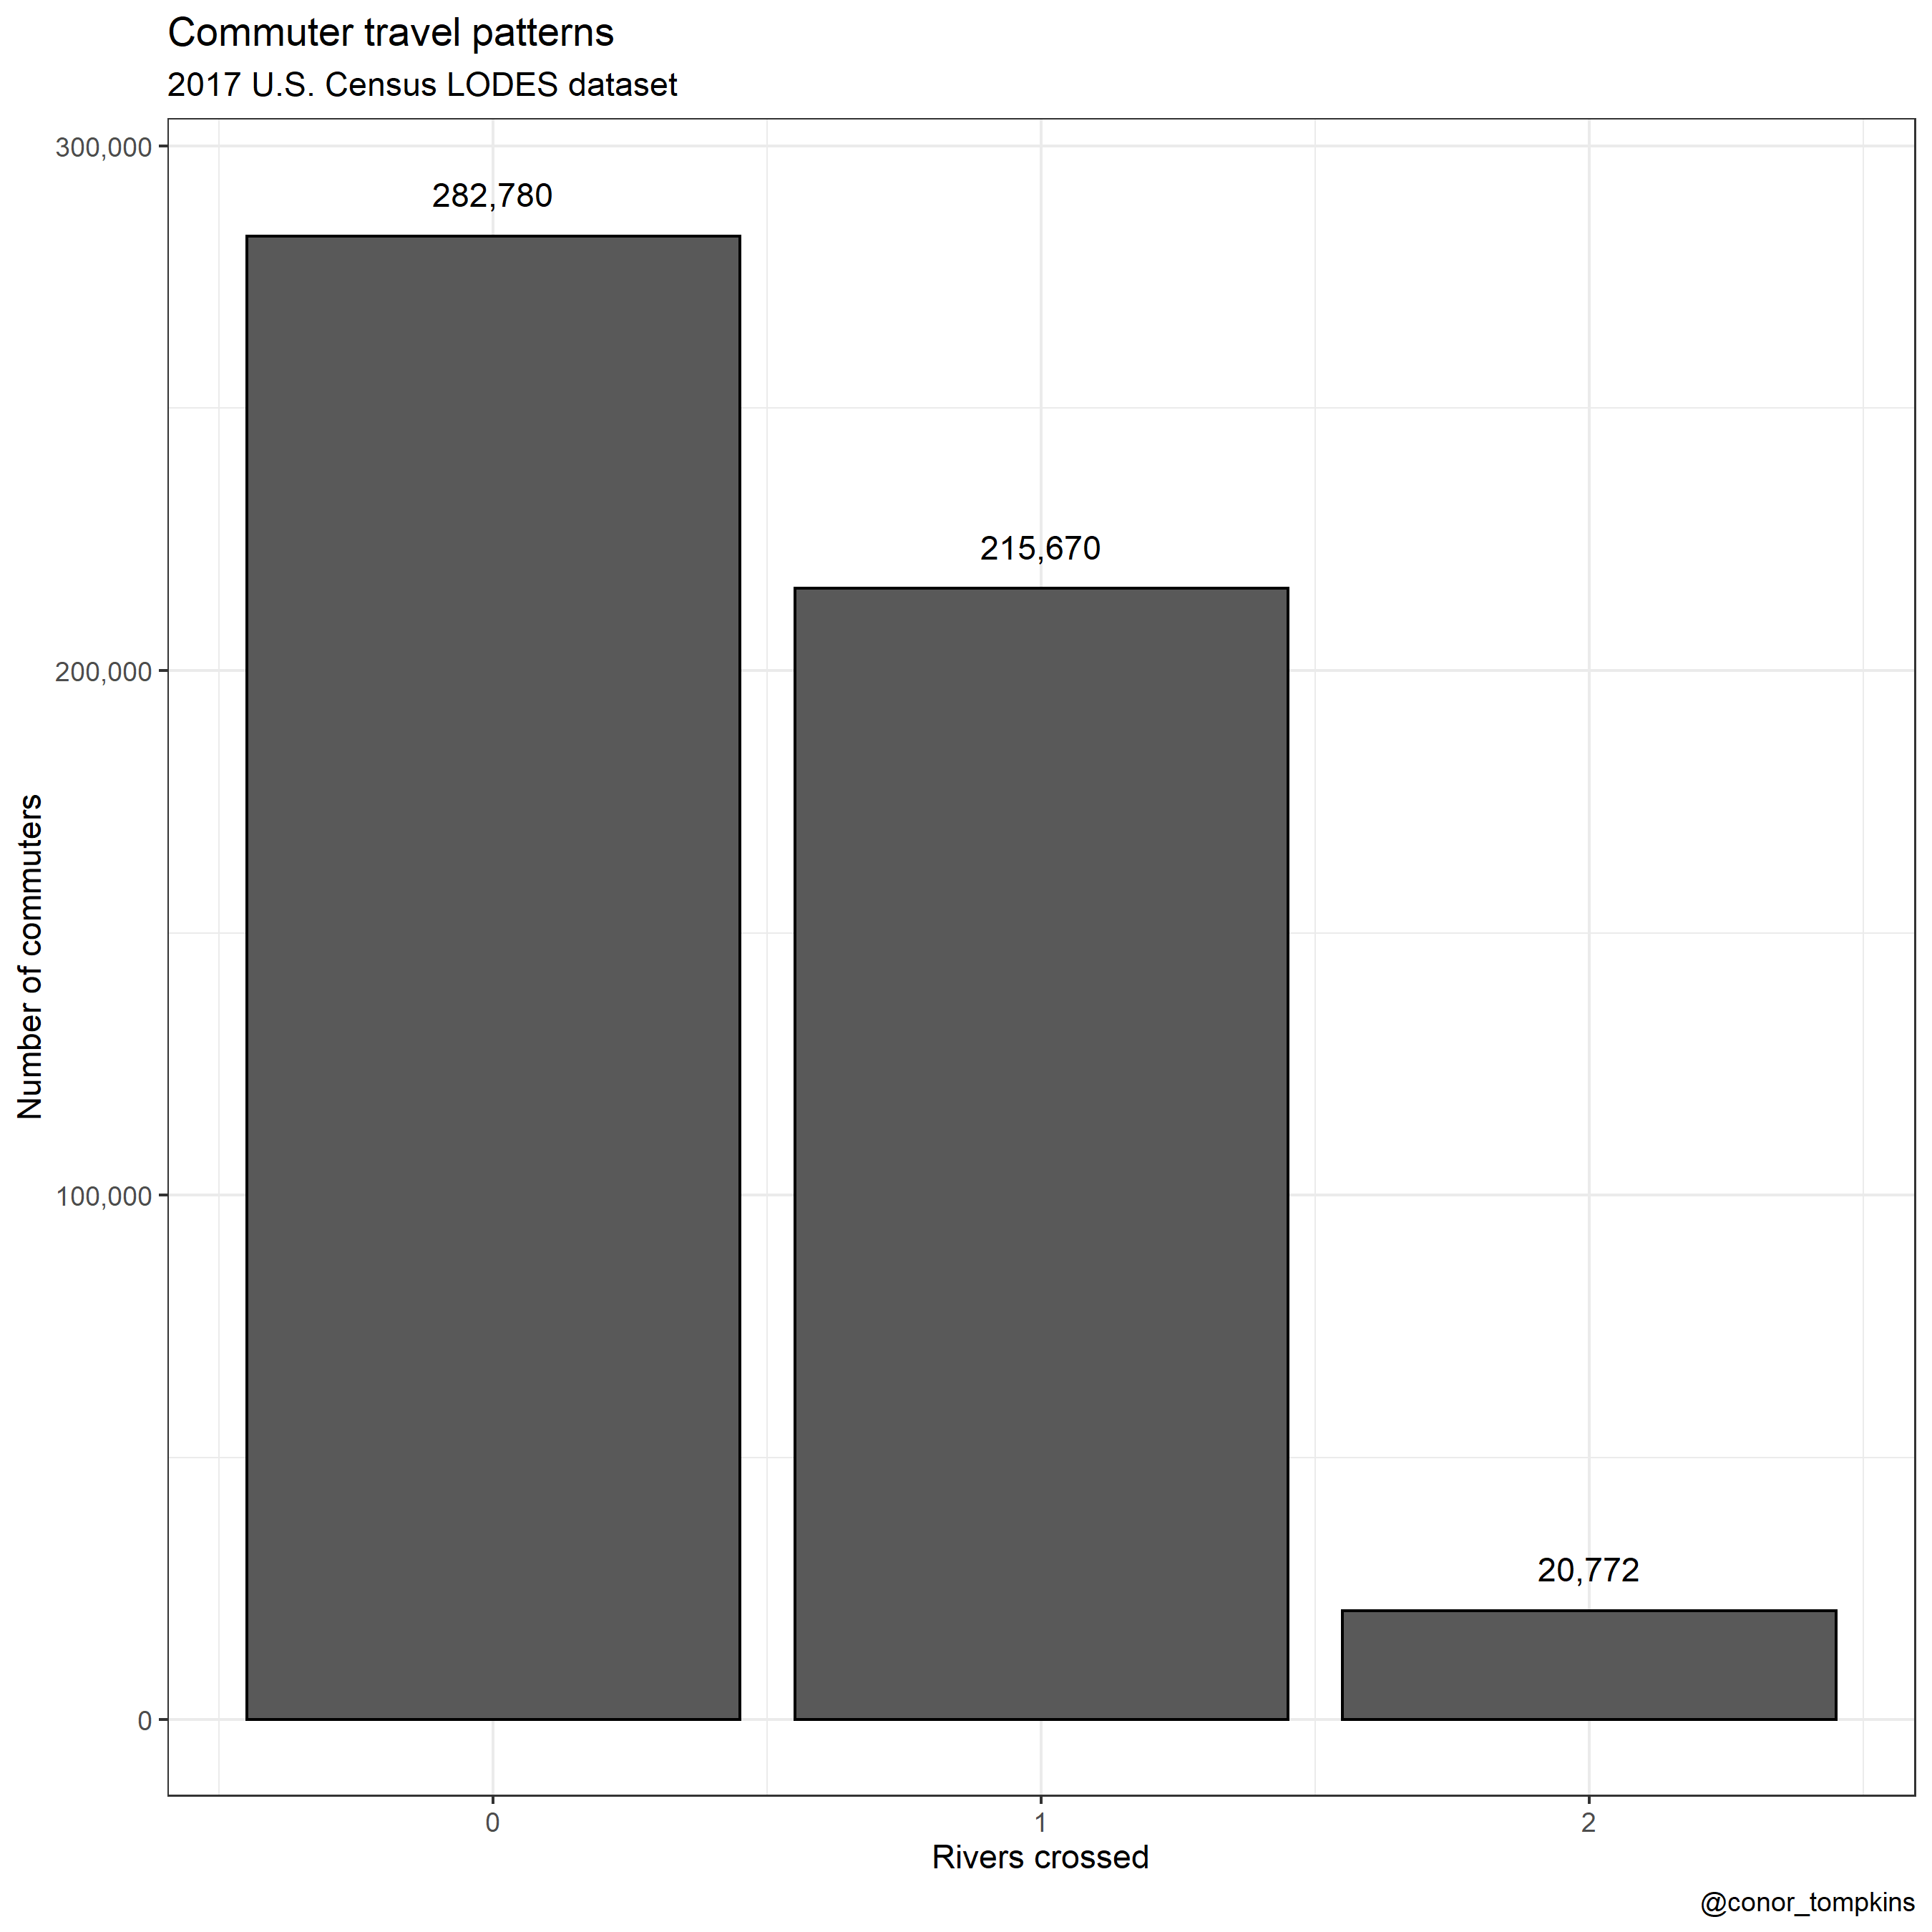 Commuter travel patterns
2017 U.S. Census LODES dataset
300,000
282,780
215,670
200,000
Number of commuters
100,000
20,772
0
0
1
2
Rivers crossed
@conor_tompkins